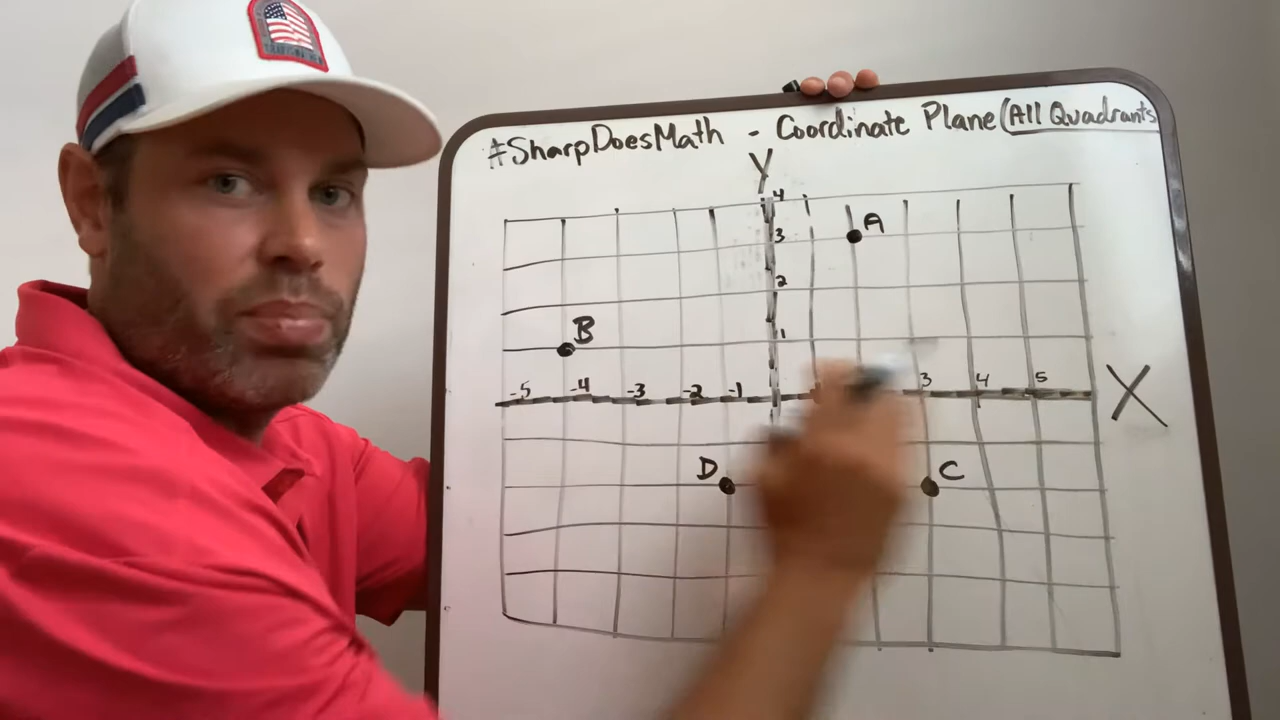 #SharpDoesMath - Coordinate Plane (All Quadrants
Y
4
3
A
2
B
1
-5 -4 -3 -2 -1 3 4 5 X
D C